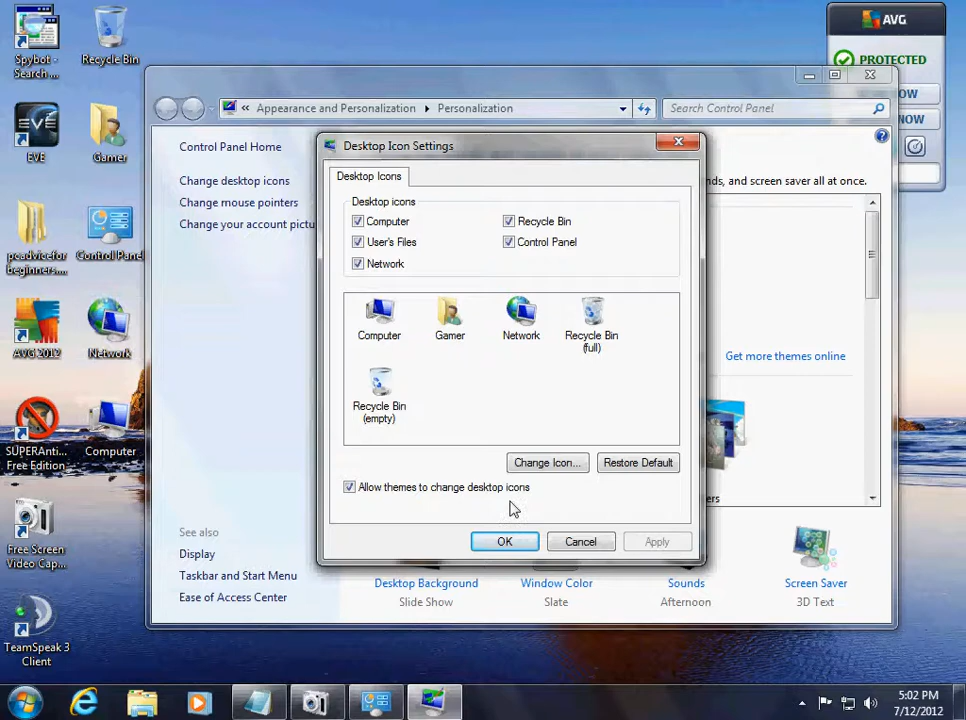 Spybot -
Search ...
Recycle Bin
AVG
PROTECTED
OW
NOW
Appearance and Personalization
Personalization
Search Control Panel
EVE
Gamer
Control Panel Home
Change desktop icons
Change mouse pointers
Change your account pictu
nds, and screen saver all at once.
Desktop Icon Settings
Desktop Icons
Desktop icons
Computer
Recycle Bin
User's Files
Control Panel
Network
Computer
Gamer
Network
Recycle Bin
(full)
Recycle Bin
(empty)
Change Icon...
Restore Default
Allow themes to change desktop icons
OK
Cancel
Apply
pcadvicefor
beginners....
Control Panel
AVG 2012
Network
Get more themes online
SUPERAnti...
Free Edition
Computer
ers
Free Screen
Video Cap...
See also
Display
Taskbar and Start Menu
Ease of Access Center
Desktop Background
Slide Show
Window Color
Slate
Sounds
Afternoon
Screen Saver
3D Text
TeamSpeak 3
Client
5:02 PM
7/12/2012